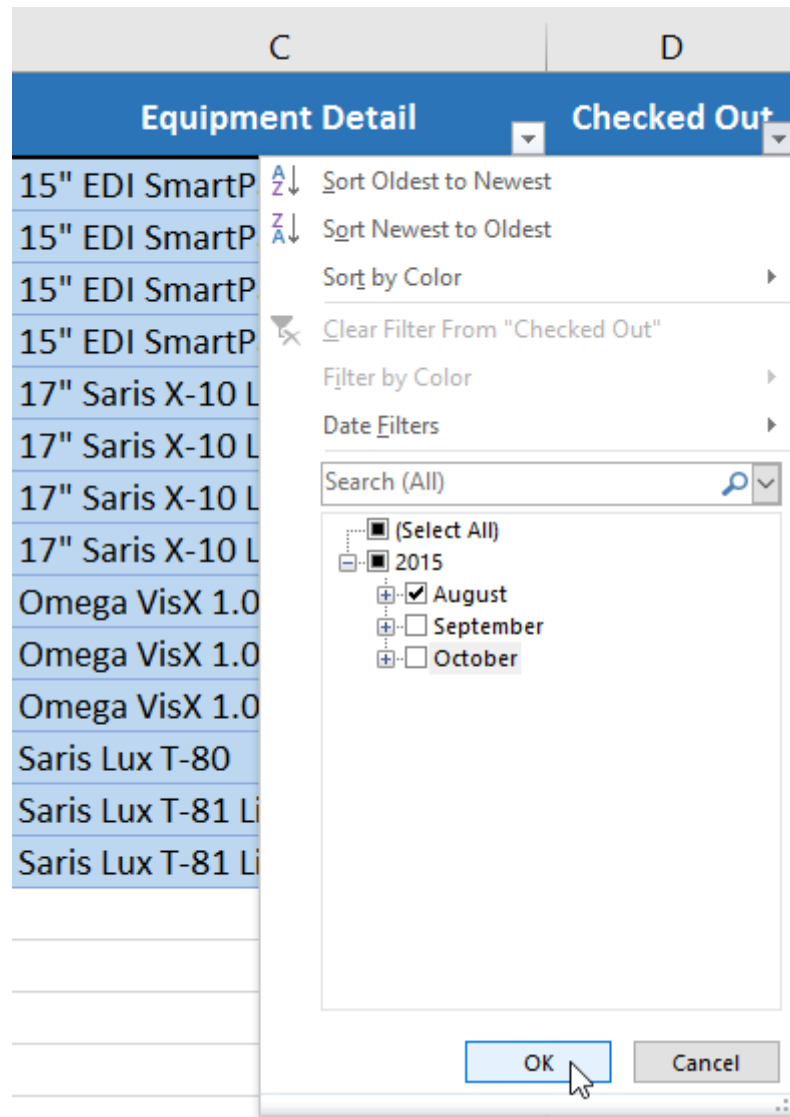 C D
Equipment Detail Checked Out
15" EDI SmartP
15" EDI SmartP
15" EDI SmartP
15" EDI SmartP
17" Saris X-10 L
17" Saris X-10 L
17" Saris X-10 L
17" Saris X-10 L
Omega VisX 1.0
Omega VisX 1.0
Omega VisX 1.0
Saris Lux T-80
Saris Lux T-81 Li
Saris Lux T-81 Li
Sort Oldest to Newest
Sort Newest to Oldest
Sort by Color
Clear Filter From "Checked Out"
Filter by Color
Date Filters
Search (All)
(Select All)
2015
August
September
October
OK Cancel